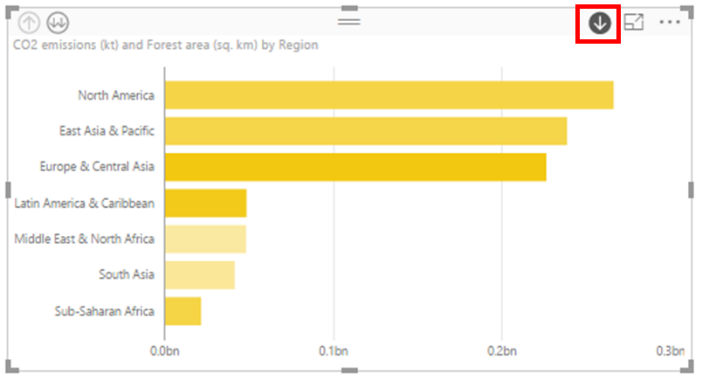 CO2 emissions (kt) and Forest area (sq. km) by Region
North America
East Asia & Pacific
Europe & Central Asia
Latin America & Caribbean
Middle East & North Africa
South Asia
Sub-Saharan Africa
0.0bn 0.1bn 0.2bn 0.3bn